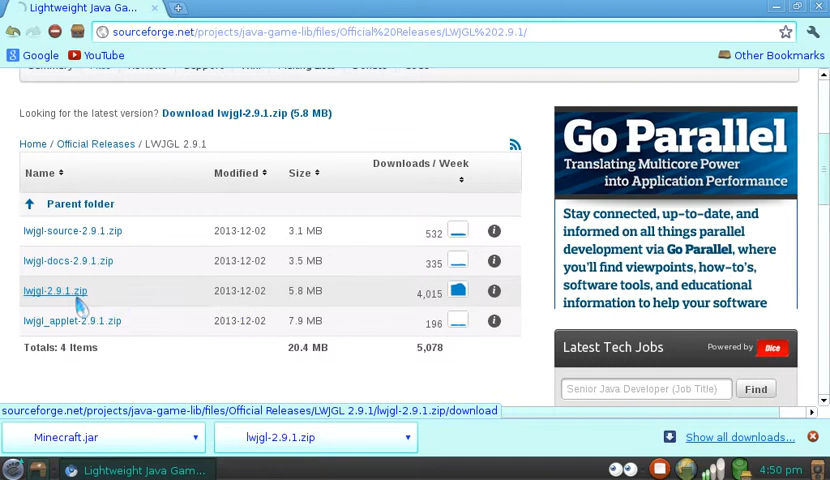 Lightweight Java Gam...
sourceforge.net/projects/java-game-lib/files/Official%20Releases/LWJGL%202.9.1/
Google YouTube Other Bookmarks
Looking for the latest version? Download lwjgl-2.9.1.zip (5.8 MB)
Home / Official Releases / LWJGL 2.9.1
Name Modified Size Downloads / Week
Parent folder
lwjgl-source-2.9.1.zip 2013-12-02 3.1 MB 532
lwjgl-docs-2.9.1.zip 2013-12-02 3.5 MB 335
lwjgl-2.9.1.zip 2013-12-02 5.8 MB 4,015
lwjgl_applet-2.9.1.zip 2013-12-02 7.9 MB 196
Totals: 4 Items 20.4 MB 5,078
Go Parallel
Translating Multicore Power
into Application Performance
Stay connected, up-to-date, and
informed on all things parallel
development via Go Parallel, where
you'll find viewpoints, how-to's,
software tools, and educational
information to help your software
Latest Tech Jobs Powered by Dice
Senior Java Developer (Job Title) Find
sourceforge.net/projects/java-game-lib/files/Official Releases/LWJGL 2.9.1/lwjgl-2.9.1.zip/download
Minecraft.jar lwjgl-2.9.1.zip Show all downloads...
Lightweight Java Gam... 4:50 pm